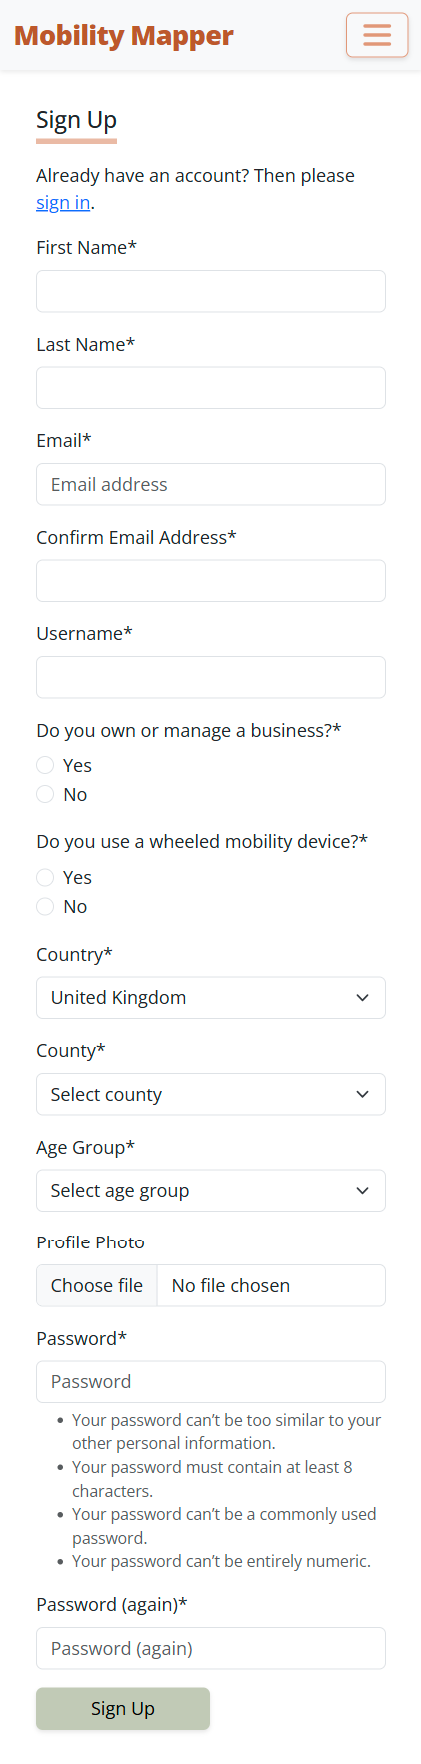 Mobility Mapper
Sign Up
Already have an account? Then please
sign in.
First Name*
Last Name*
Email*
Email address
Confirm Email Address*
Username*
Do you own or manage a business?*
Yes
No
Do you use a wheeled mobility device?*
Yes
No
Country*
United Kingdom
County*
Select county
Age Group*
Select age group
Profile Photo
Choose file No file chosen
Password*
Password
• Your password can’t be too similar to your
other personal information.
• Your password must contain at least 8
characters.
• Your password can’t be a commonly used
password.
• Your password can’t be entirely numeric.
Password (again)*
Password (again)
Sign Up